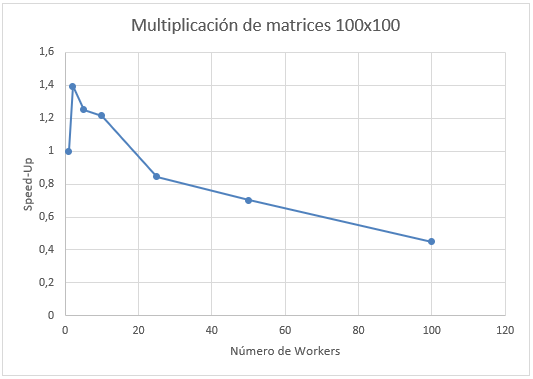 Multiplicación de matrices 100x100
1,6
1,4
1,2
1
0,8
0,6
0,4
0,2
0
Speed-Up
0 20 40 60 80 100 120
Número de Workers